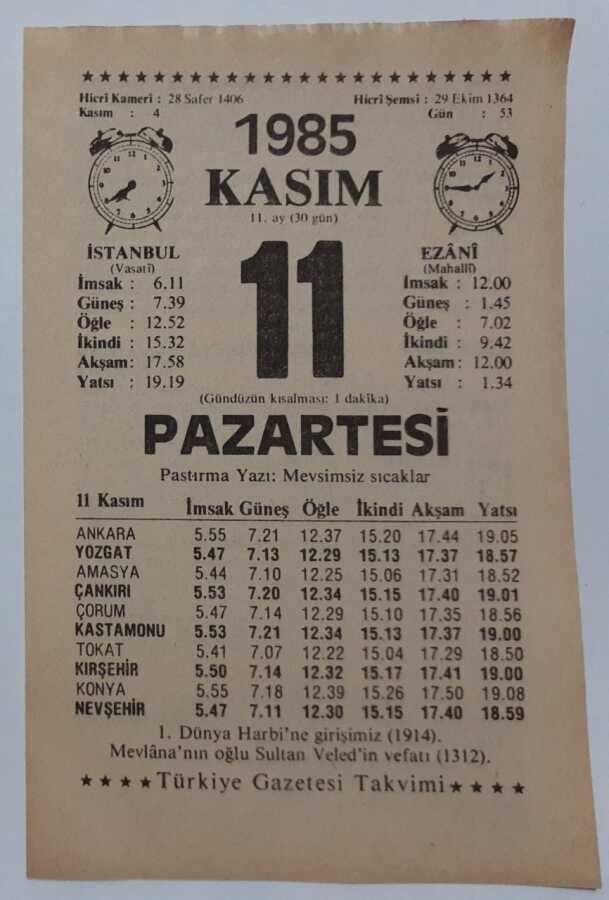 ★★★★★★★★★★★★★★★★★★★★★★★★★★★★★★★★
Hicrî Kamerî : 28 Safer 1406 Hicrî Şemsî : 29 Ekim 1364
Kasım : 4 Gün : 53
1985
KASIM
11. ay (30 gün)
11
İSTANBUL
(Vasatî)
İmsak : 6.11
Güneş : 7.39
Öğle : 12.52
İkindi : 15.32
Akşam: 17.58
Yatsı : 19.19
EZÂNÎ
(Mahallî)
İmsak : 12.00
Güneş : 1.45
Öğle : 7.02
İkindi : 9.42
Akşam: 12.00
Yatsı : 1.34
(Gündüzün kısalması: 1 dakîka)
PAZARTESİ
Pastırma Yazı: Mevsimsiz sıcaklar
11 Kasım İmsak Güneş Öğle İkindi Akşam Yatsı
ANKARA 5.55 7.21 12.37 15.20 17.44 19.05
YOZGAT 5.47 7.13 12.29 15.13 17.37 18.57
AMASYA 5.44 7.10 12.25 15.06 17.31 18.52
ÇANKIRI 5.53 7.20 12.34 15.15 17.40 19.01
ÇORUM 5.47 7.14 12.29 15.10 17.35 18.56
KASTAMONU 5.53 7.21 12.34 15.13 17.37 19.00
TOKAT 5.41 7.07 12.22 15.04 17.29 18.50
KIRŞEHİR 5.50 7.14 12.32 15.17 17.41 19.00
KONYA 5.55 7.18 12.39 15.26 17.50 19.08
NEVŞEHİR 5.47 7.11 12.30 15.15 17.40 18.59
1. Dünya Harbi'ne girişimiz (1914).
Mevlâna'nın oğlu Sultan Veled'in vefatı (1312).
★★★★Türkiye Gazetesi Takvimi★★★★